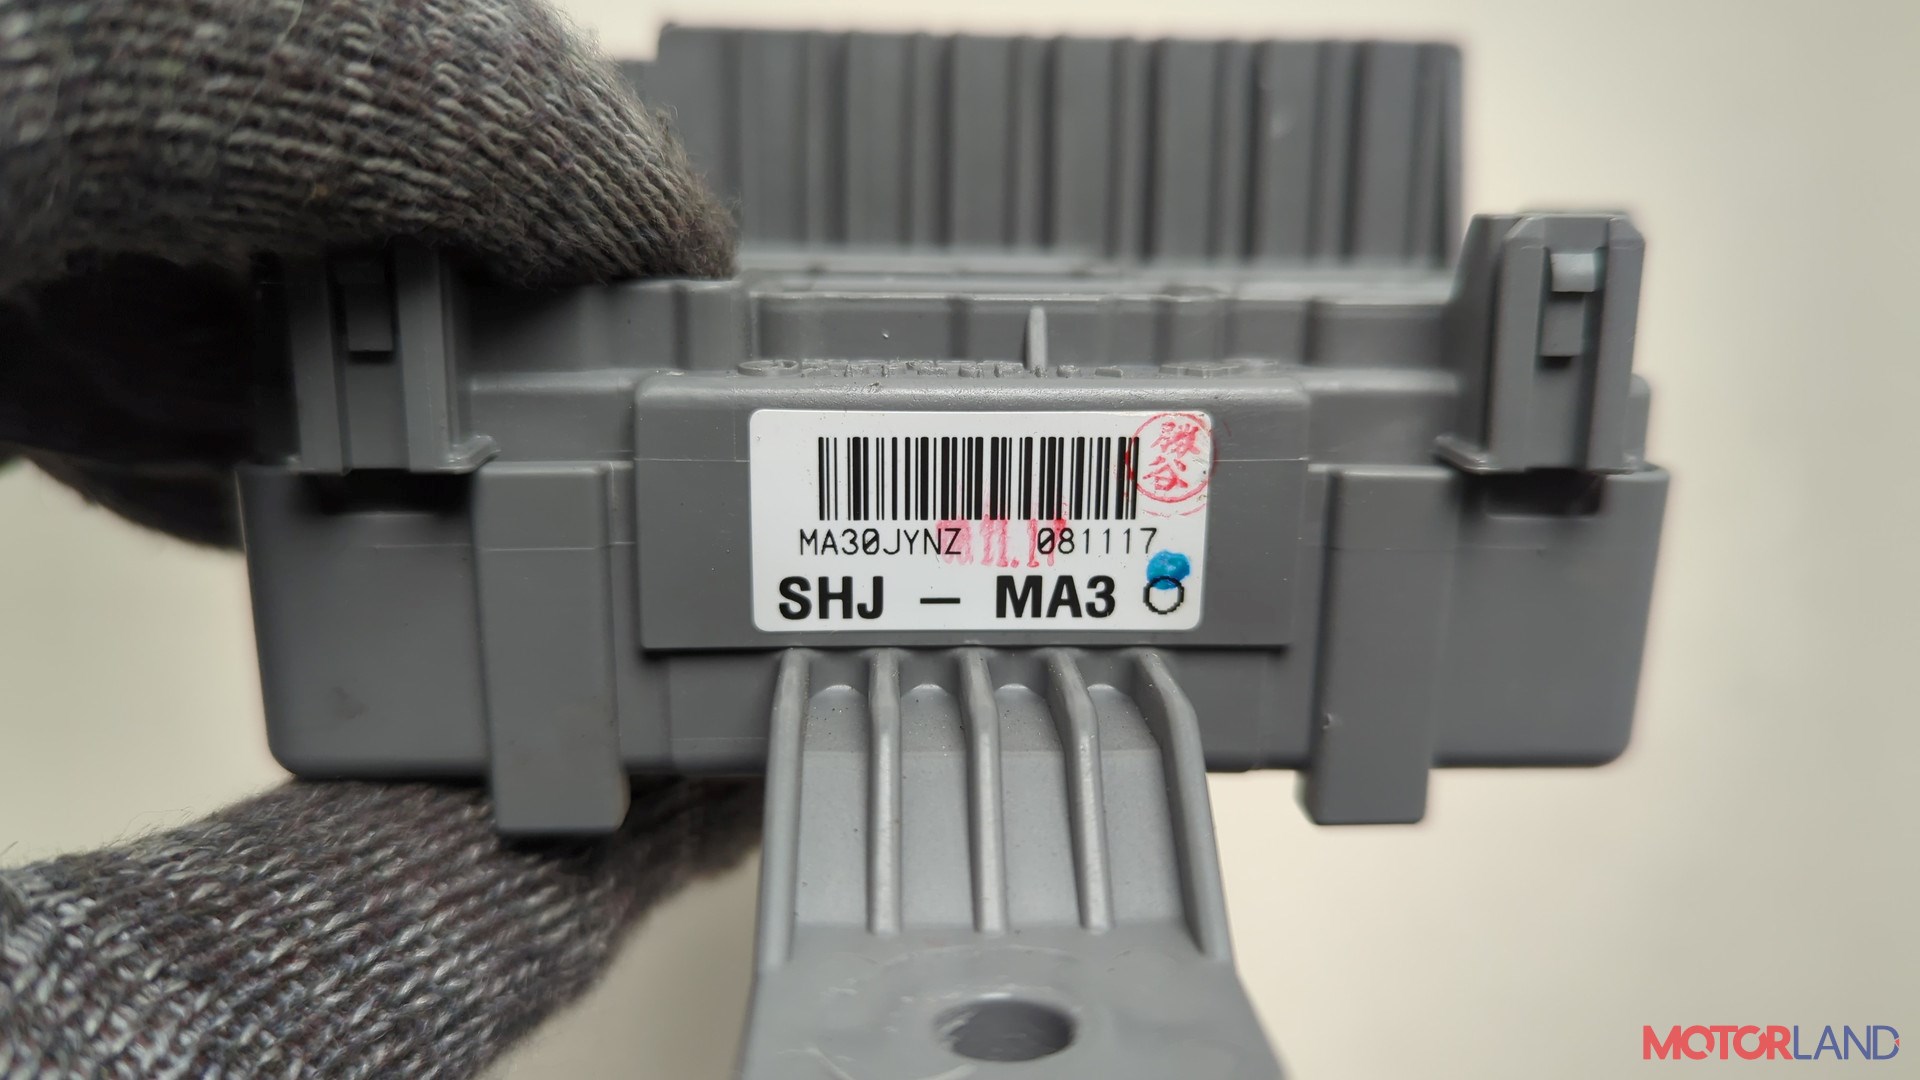 MA30JYNZ 081117
SHJ – MA3
MOTORLAND